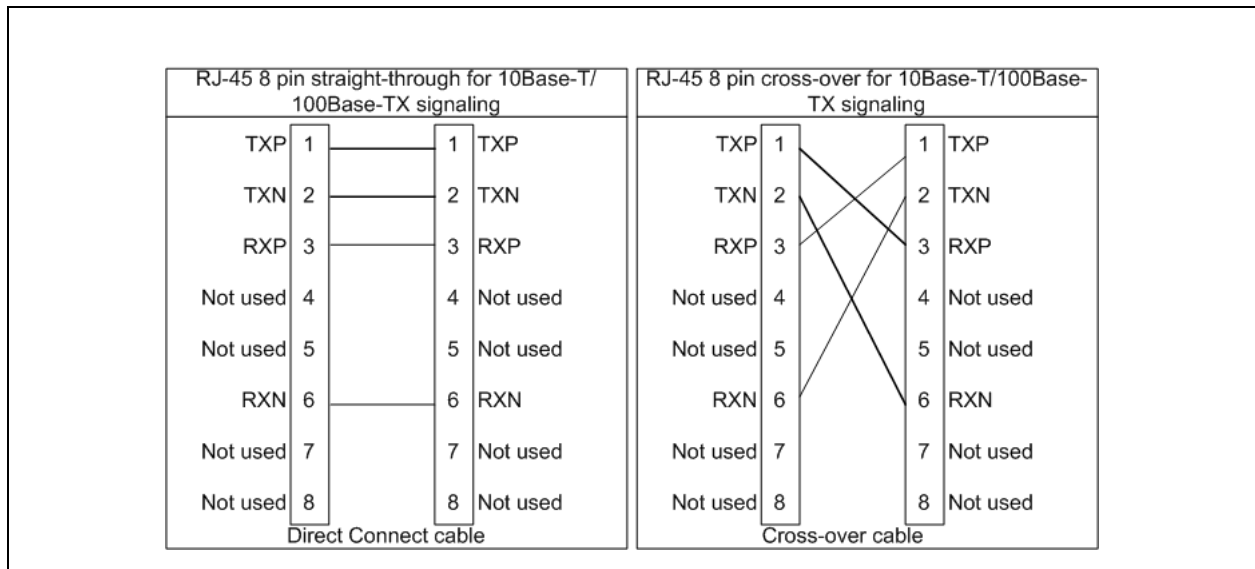 RJ-45 8 pin straight-through for 10Base-T/
100Base-TX signaling
TXP 1 1 TXP
TXN 2 2 TXN
RXP 3 3 RXP
Not used 4 4 Not used
Not used 5 5 Not used
RXN 6 6 RXN
Not used 7 7 Not used
Not used 8 8 Not used
Direct Connect cable
RJ-45 8 pin cross-over for 10Base-T/100Base-
TX signaling
TXP 1 1 TXP
TXN 2 2 TXN
RXP 3 3 RXP
Not used 4 4 Not used
Not used 5 5 Not used
RXN 6 6 RXN
Not used 7 7 Not used
Not used 8 8 Not used
Cross-over cable